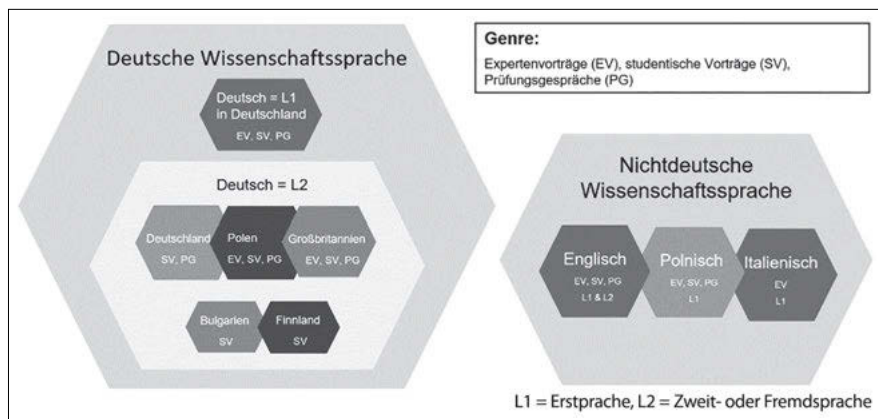 Deutsche Wissenschaftssprache
Deutsch = L1
in Deutschland
EV, SV, PG
Deutsch = L2
Deutschland
SV, PG
Polen
EV, SV, PG
Großbritannien
EV, SV, PG
Bulgarien
SV
Finnland
SV
Genre:
Expertenvorträge (EV), studentische Vorträge (SV),
Prüfungsgespräche (PG)
Nichtdeutsche
Wissenschaftssprache
Englisch
EV, SV, PG
L1 & L2
Polnisch
EV, SV, PG
L1
Italienisch
EV
L1
L1 = Erstprache, L2 = Zweit- oder Fremdsprache